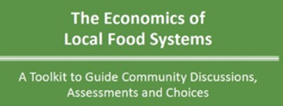 The Economics of
Local Food Systems
A Toolkit to Guide Community Discussions,
Assessments and Choices